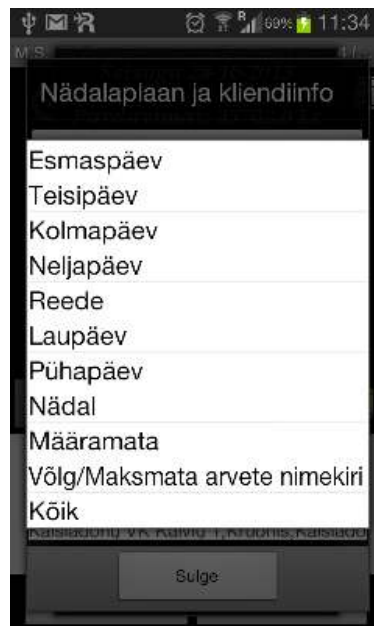 69% 11:34
M.S.
Nädalaplaan ja kliendiinfo
Esmaspäev
Teisipäev
Kolmapäev
Neljapäev
Reede
Laupäev
Pühapäev
Nädal
Määramata
Võlg/Maksmata arvete nimekiri
Kõik
Sulge